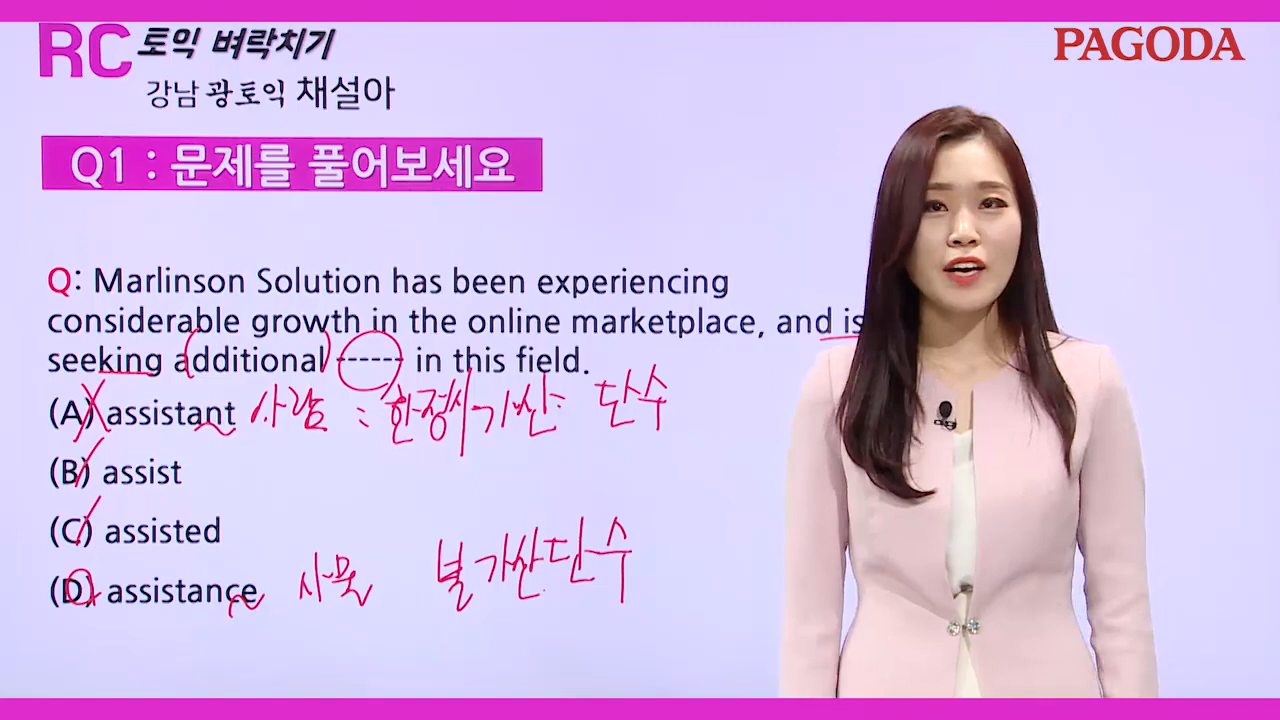 RC 토익 벼락치기
PAGODA
강남 광토익 채설아
Q1 : 문제를 풀어보세요
Q: Marlinson Solution has been experiencing
considerable growth in the online marketplace, and is
seeking additional ------ in this field.
(A) assistant 사람 : 한정사 가산 단수
(B) assist
(C) assisted
(D) assistance 사물 불가산단수